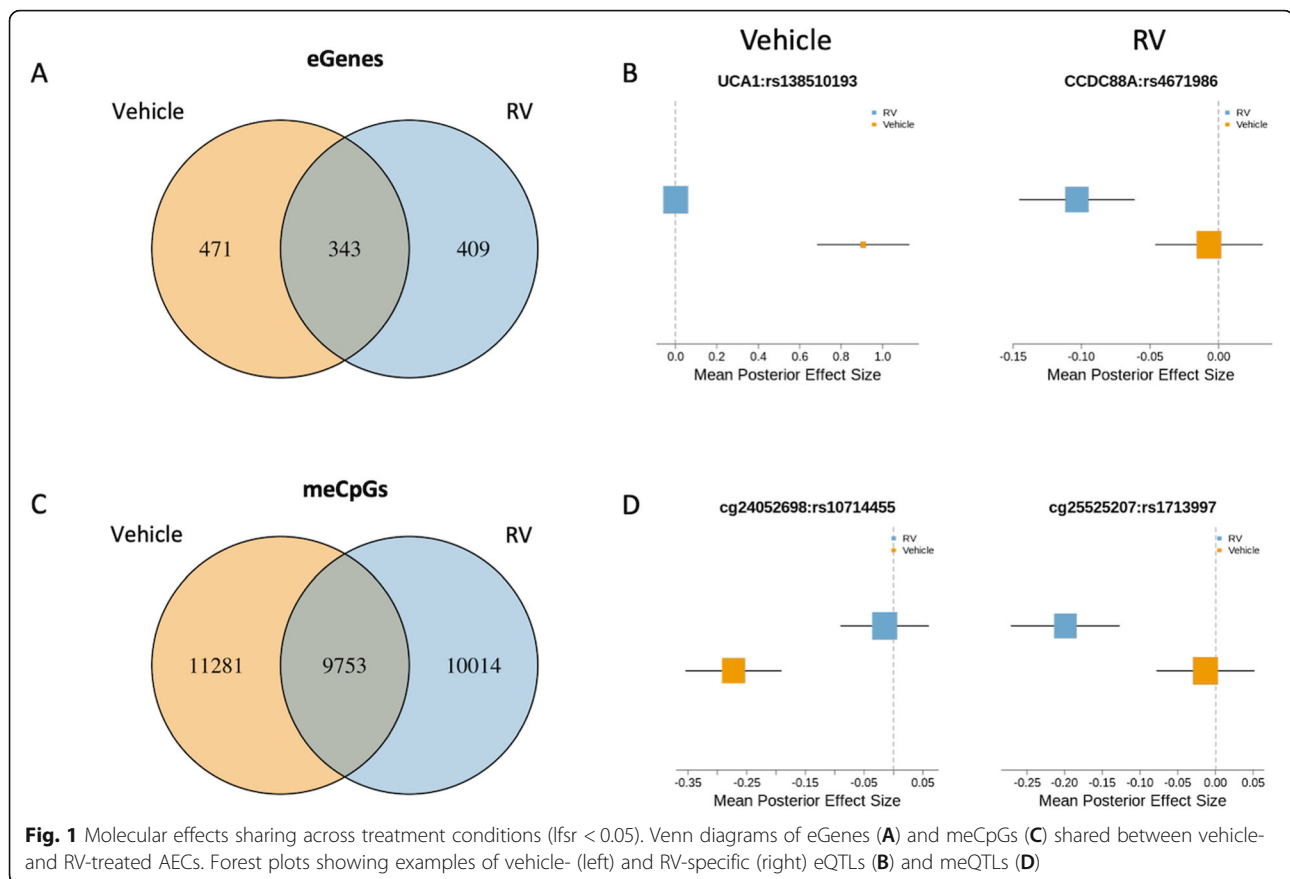 A
eGenes
Vehicle
RV
471
343
409
B
Vehicle
UCA1:rs138510193
RV
Vehicle
0.0 0.2 0.4 0.6 0.8 1.0
Mean Posterior Effect Size
RV
CCDC88A:rs4671986
RV
Vehicle
-0.15 -0.10 -0.05 0.00
Mean Posterior Effect Size
C
meCpGs
Vehicle
RV
11281
9753
10014
D
cg24052698:rs10714455
RV
Vehicle
-0.35 -0.25 -0.15 0.05
Mean Posterior Effect Size
cg25525207:rs1713997
RV
Vehicle
-0.25 -0.20 -0.10 0.00 0.05
Mean Posterior Effect Size
Fig. 1 Molecular effects sharing across treatment conditions (lfsr < 0.05). Venn diagrams of eGenes (A) and meCpGs (C) shared between vehicle-
and RV-treated AECs. Forest plots showing examples of vehicle- (left) and RV-specific (right) eQTLs (B) and meQTLs (D)